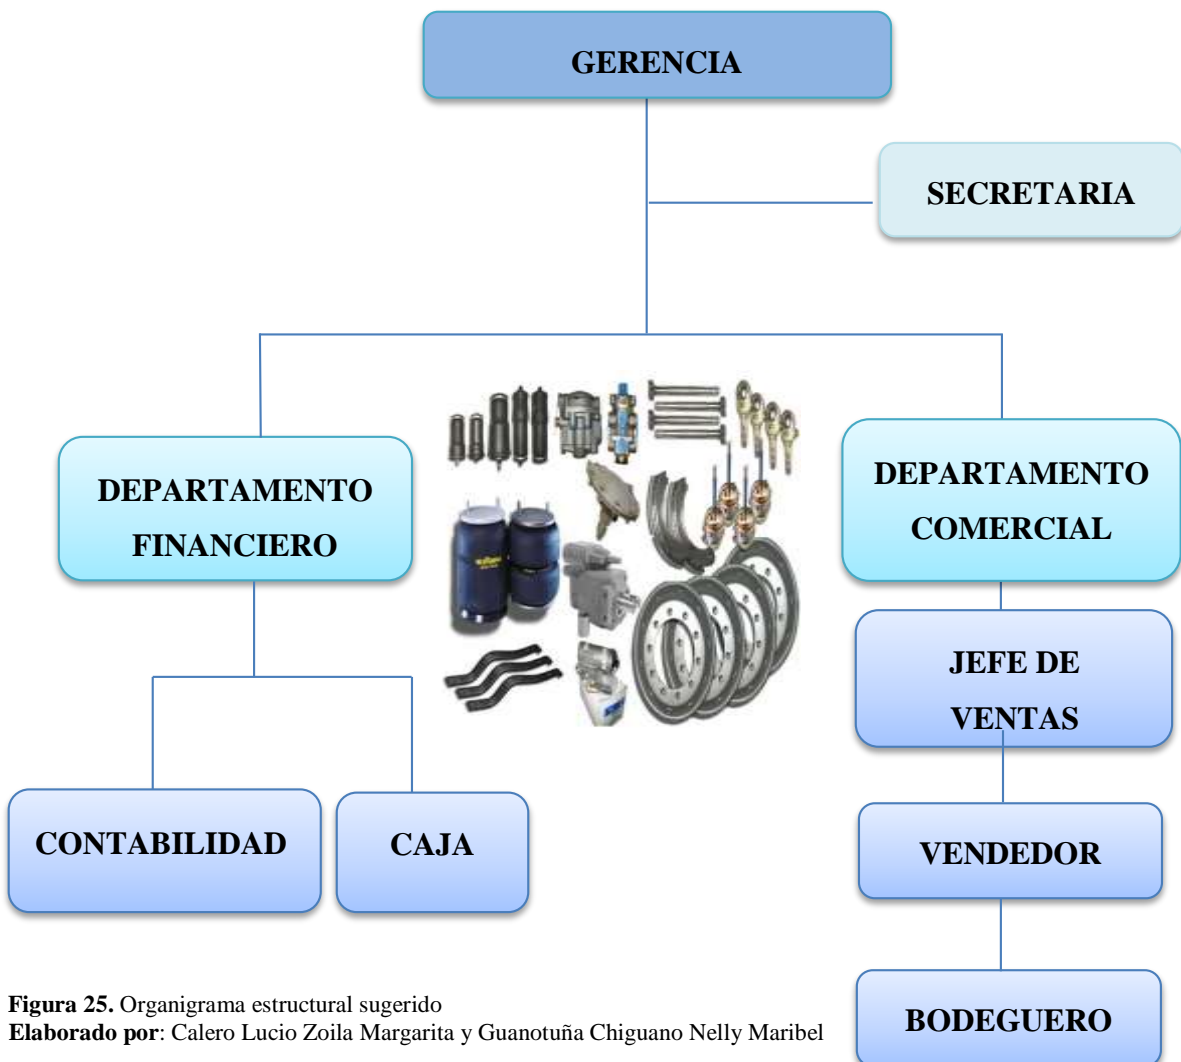 GERENCIA
SECRETARIA
DEPARTAMENTO
FINANCIERO
DEPARTAMENTO
COMERCIAL
JEFE DE
VENTAS
CONTABILIDAD
CAJA
VENDEDOR
BODEGUERO
Figura 25. Organigrama estructural sugerido
Elaborado por: Calero Lucio Zoila Margarita y Guanotuña Chiguano Nelly Maribel